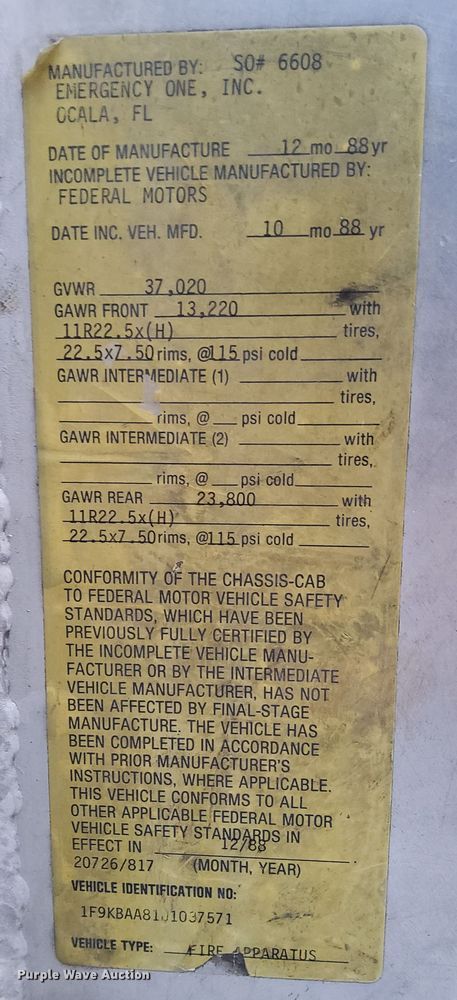 MANUFACTURED BY: SO# 6608
EMERGENCY ONE, INC.
OCALA, FL
DATE OF MANUFACTURE 12 mo 88 yr
INCOMPLETE VEHICLE MANUFACTURED BY:
FEDERAL MOTORS
DATE INC. VEH. MFD. 10 mo 88 yr
GVWR 37,020
GAWR FRONT 13,220 with
11R22.5x(H) tires,
22.5x7.50 rims, @115 psi cold
GAWR INTERMEDIATE (1) with
tires,
rims, @ psi cold
GAWR INTERMEDIATE (2) with
tires,
rims, @ psi cold
GAWR REAR 23,800 with
11R22.5x(H) tires,
22.5x7.50 rims, @115 psi cold
CONFORMITY OF THE CHASSIS-CAB
TO FEDERAL MOTOR VEHICLE SAFETY
STANDARDS, WHICH HAVE BEEN
PREVIOUSLY FULLY CERTIFIED BY
THE INCOMPLETE VEHICLE MANU-
FACTURER OR BY THE INTERMEDIATE
VEHICLE MANUFACTURER, HAS NOT
BEEN AFFECTED BY FINAL-STAGE
MANUFACTURE. THE VEHICLE HAS
BEEN COMPLETED IN ACCORDANCE
WITH PRIOR MANUFACTURER'S
INSTRUCTIONS, WHERE APPLICABLE.
THIS VEHICLE CONFORMS TO ALL
OTHER APPLICABLE FEDERAL MOTOR
VEHICLE SAFETY STANDARDS IN
EFFECT IN 12/88
20726/817 (MONTH, YEAR)
VEHICLE IDENTIFICATION NO:
1F9KBAA81J1037571
VEHICLE TYPE: FIRE APPARATUS
Purple Wave Auction